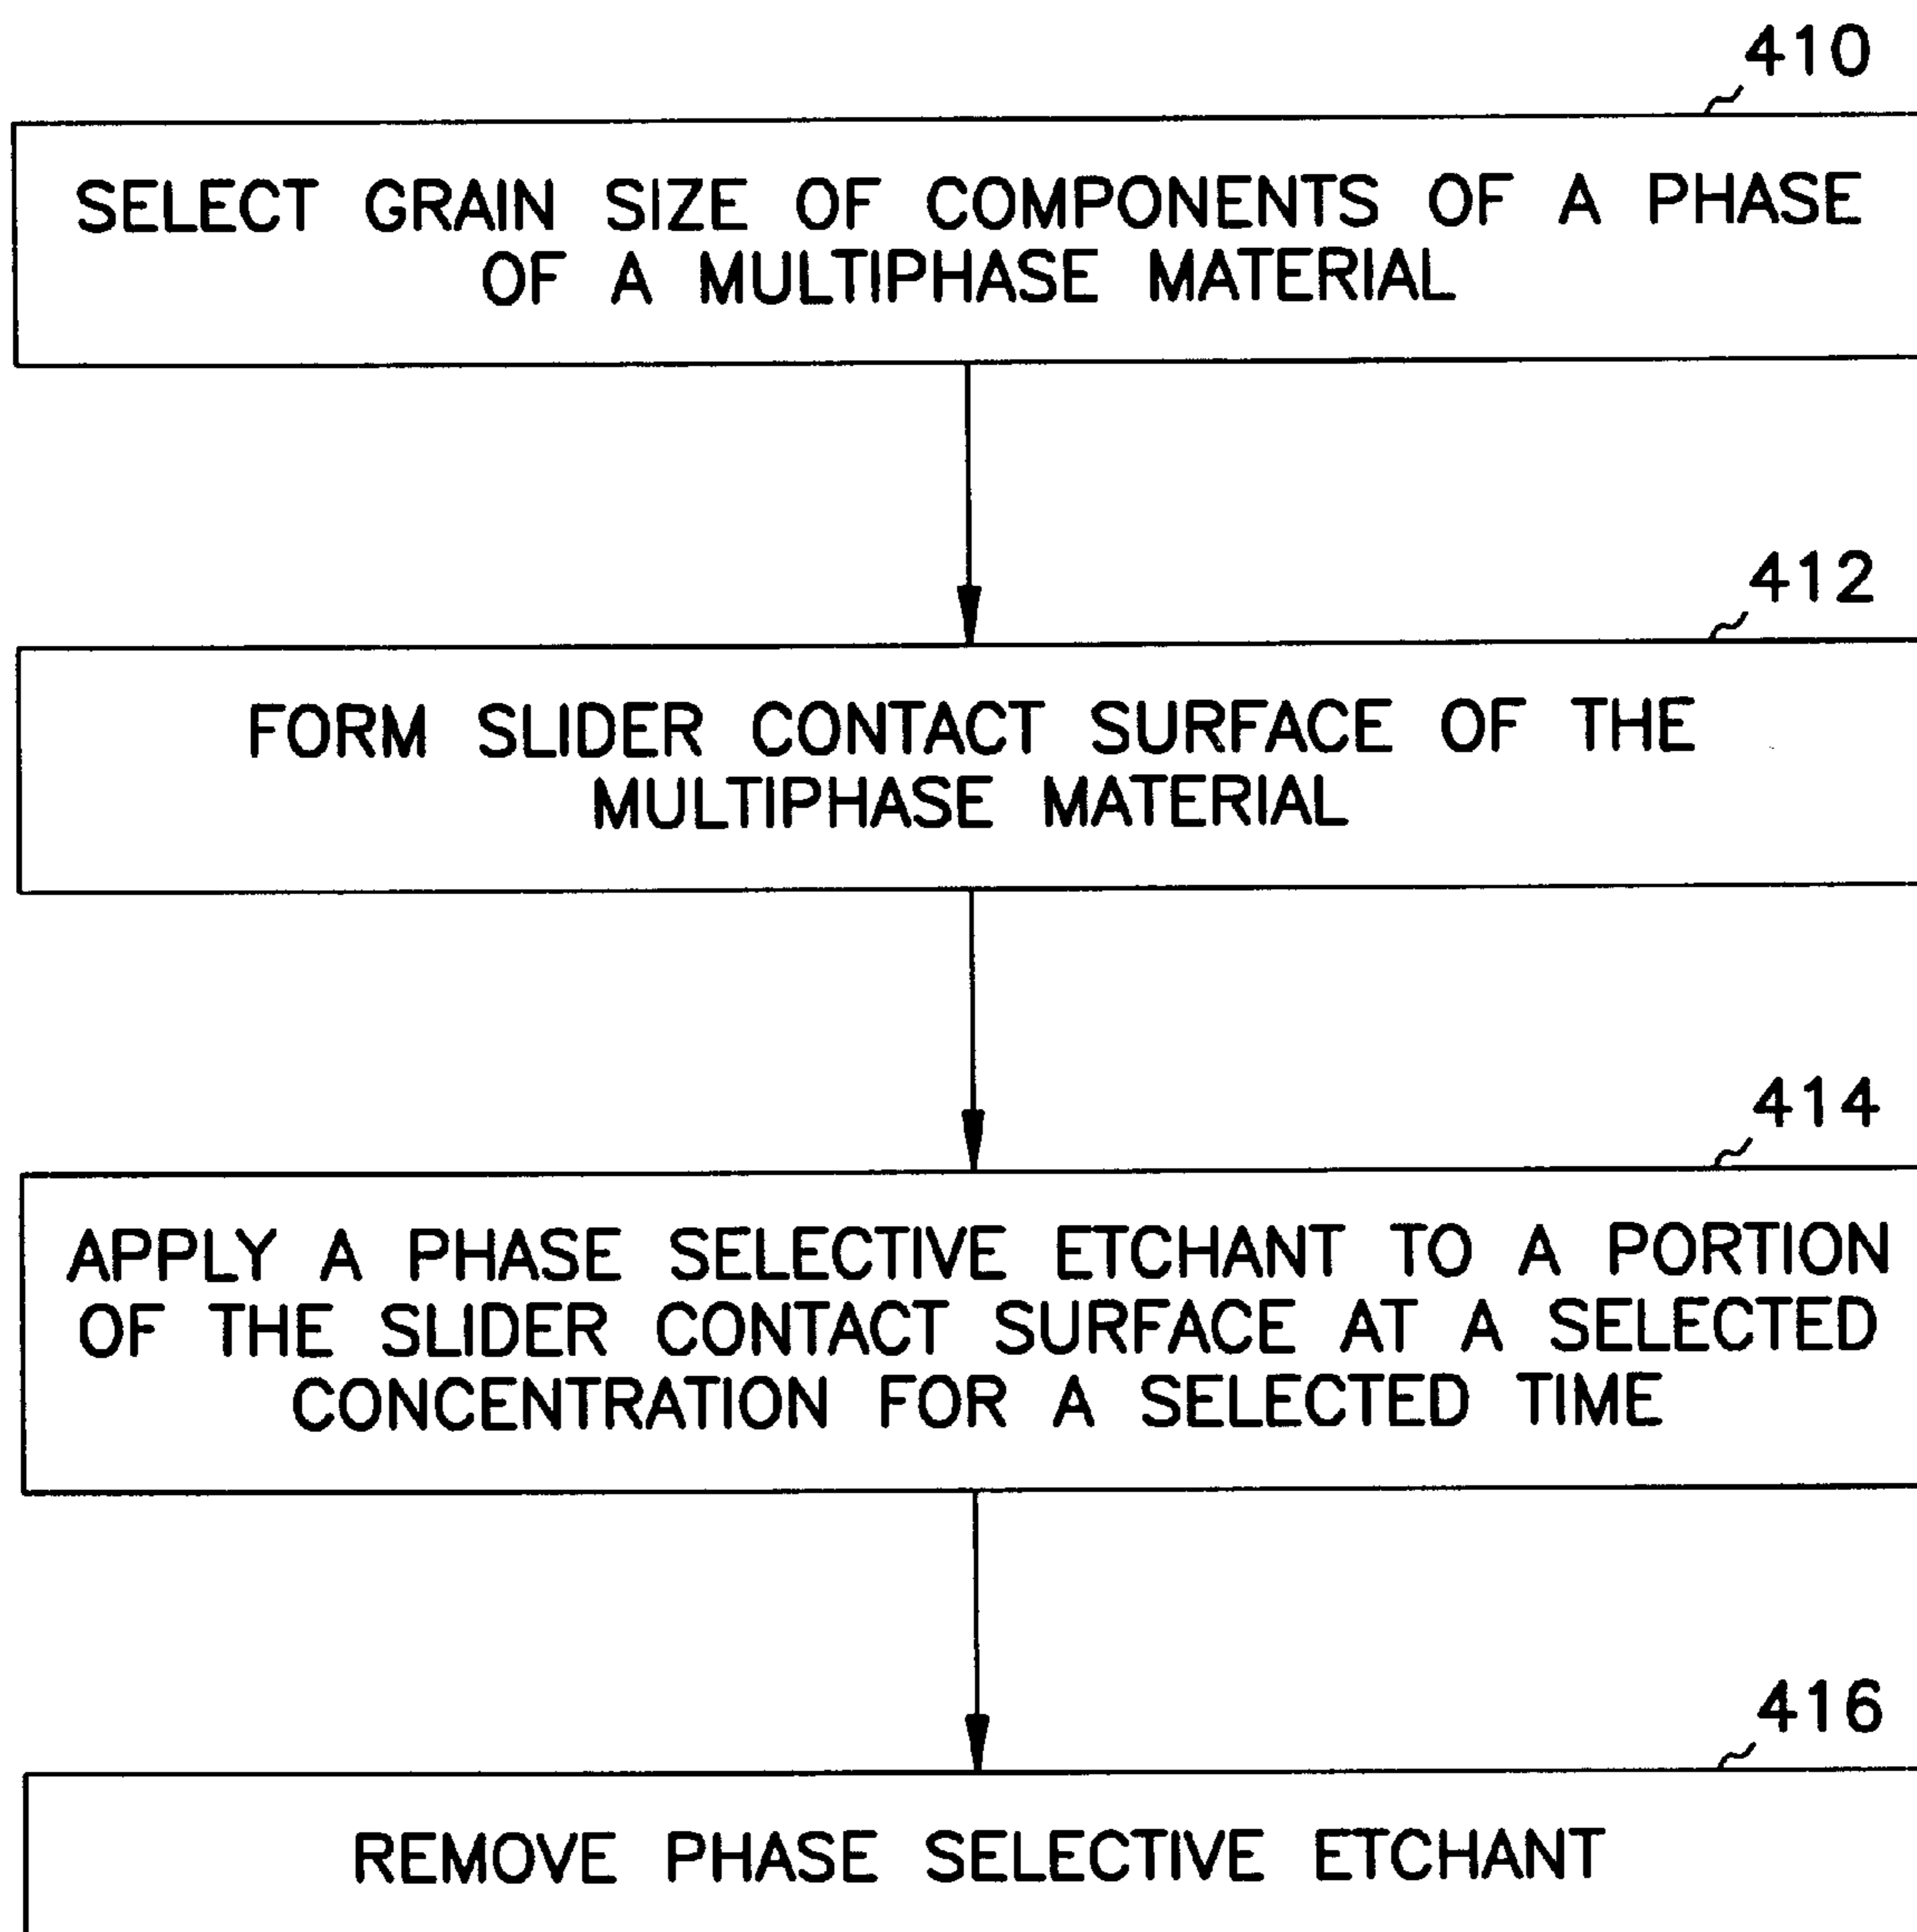 410
SELECT GRAIN SIZE OF COMPONENTS OF A PHASE
OF A MULTIPHASE MATERIAL
412
FORM SLIDER CONTACT SURFACE OF THE
MULTIPHASE MATERIAL
414
APPLY A PHASE SELECTIVE ETCHANT TO A PORTION
OF THE SLIDER CONTACT SURFACE AT A SELECTED
CONCENTRATION FOR A SELECTED TIME
416
REMOVE PHASE SELECTIVE ETCHANT